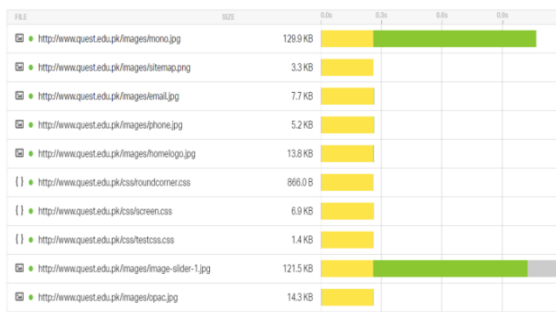 FILE SIZE 0.0s 0.3s 0.6s 0.8s
http://www.quest.edu.pk/images/mono.jpg 129.9 KB
http://www.quest.edu.pk/images/sitemap.png 3.3 KB
http://www.quest.edu.pk/images/email.jpg 7.7 KB
http://www.quest.edu.pk/images/phone.jpg 5.2 KB
http://www.quest.edu.pk/images/homelogo.jpg 13.8 KB
{ } http://www.quest.edu.pk/css/roundcorner.css 866.0 B
{ } http://www.quest.edu.pk/css/screen.css 6.9 KB
{ } http://www.quest.edu.pk/css/testcss.css 1.4 KB
http://www.quest.edu.pk/images/image-slider-1.jpg 121.5 KB
http://www.quest.edu.pk/images/opac.jpg 14.3 KB